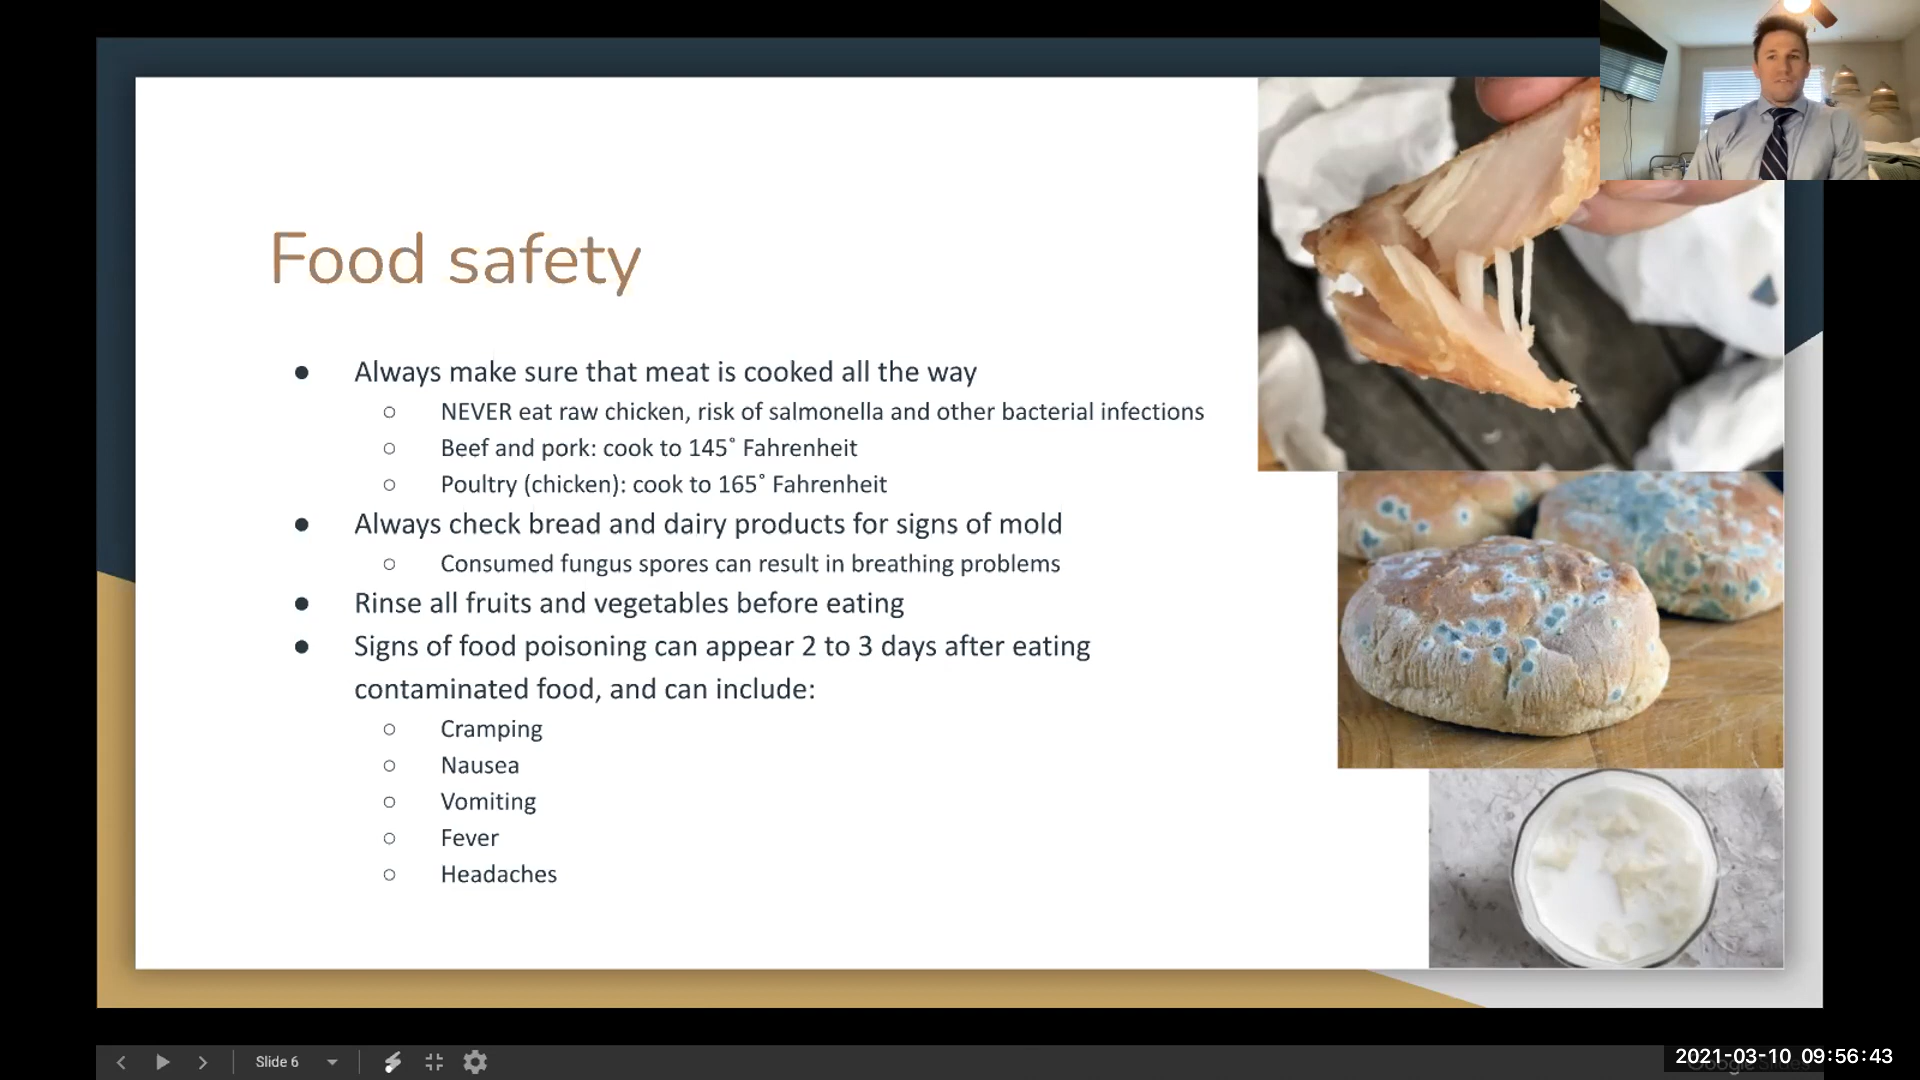 Food safety
● Always make sure that meat is cooked all the way
○ NEVER eat raw chicken, risk of salmonella and other bacterial infections
○ Beef and pork: cook to 145˚ Fahrenheit
○ Poultry (chicken): cook to 165˚ Fahrenheit
● Always check bread and dairy products for signs of mold
○ Consumed fungus spores can result in breathing problems
● Rinse all fruits and vegetables before eating
● Signs of food poisoning can appear 2 to 3 days after eating
contaminated food, and can include:
○ Cramping
○ Nausea
○ Vomiting
○ Fever
○ Headaches
Slide 6
2021-03-10 09:56:43